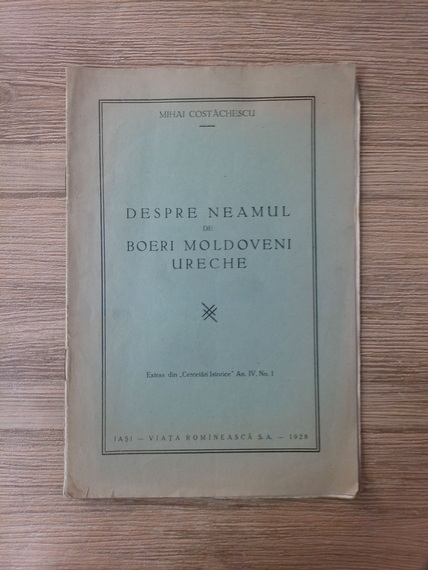 MIHAI COSTĂCHESCU
DESPRE NEAMUL
DE
BOERI MOLDOVENI
URECHE
Extras din „Cercetări Istorice" An. IV, No. 1
IAȘI — VIAȚA ROMÎNEASCĂ S.A. — 1928